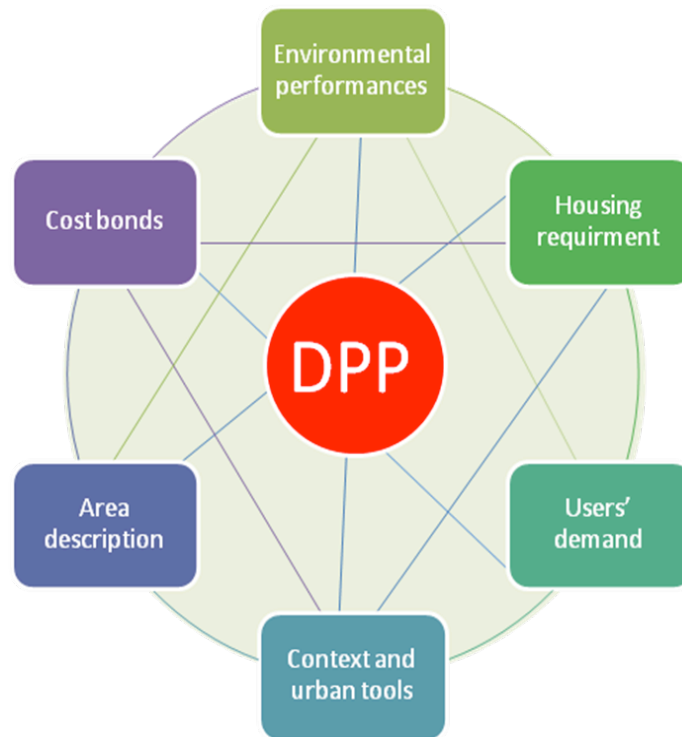 Environmental
performances
Cost bonds
Housing
requirment
DPP
Area
description
Users'
demand
Context and
urban tools